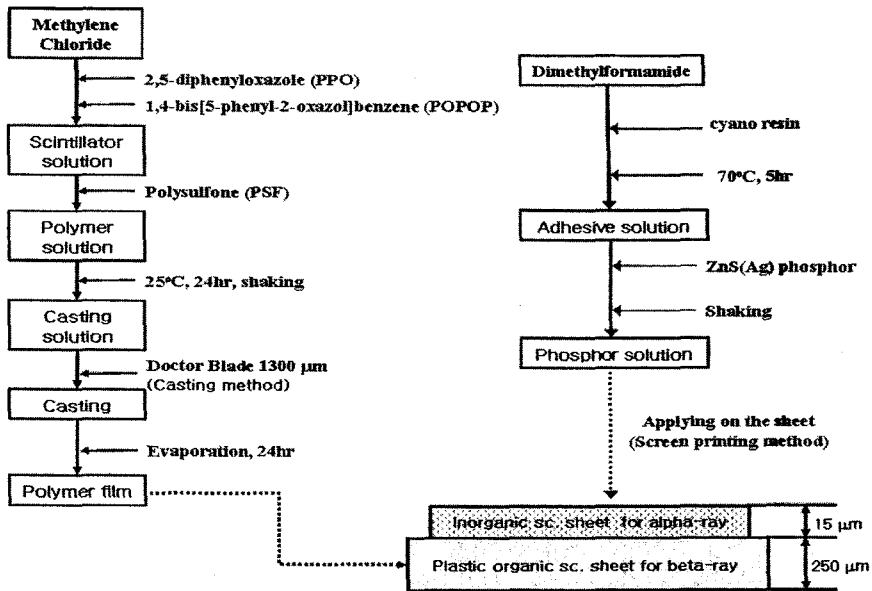 Methylene
Chloride
2,5-diphenyloxazole (PPO)
1,4-bis[5-phenyl-2-oxazol]benzene (POPOP)
Scintillator
solution
Polysulfone (PSF)
Polymer
solution
25°C, 24hr, shaking
Casting
solution
Doctor Blade 1300 μm
(Casting method)
Casting
Evaporation, 24hr
Polymer film
Dimethylformamide
cyano resin
70°C, 5hr
Adhesive solution
ZnS(Ag) phosphor
Shaking
Phosphor solution
Applying on the sheet
(Screen printing method)
Inorganic sc. sheet for alpha-ray
15 μm
Plastic organic sc. sheet for beta-ray
250 μm